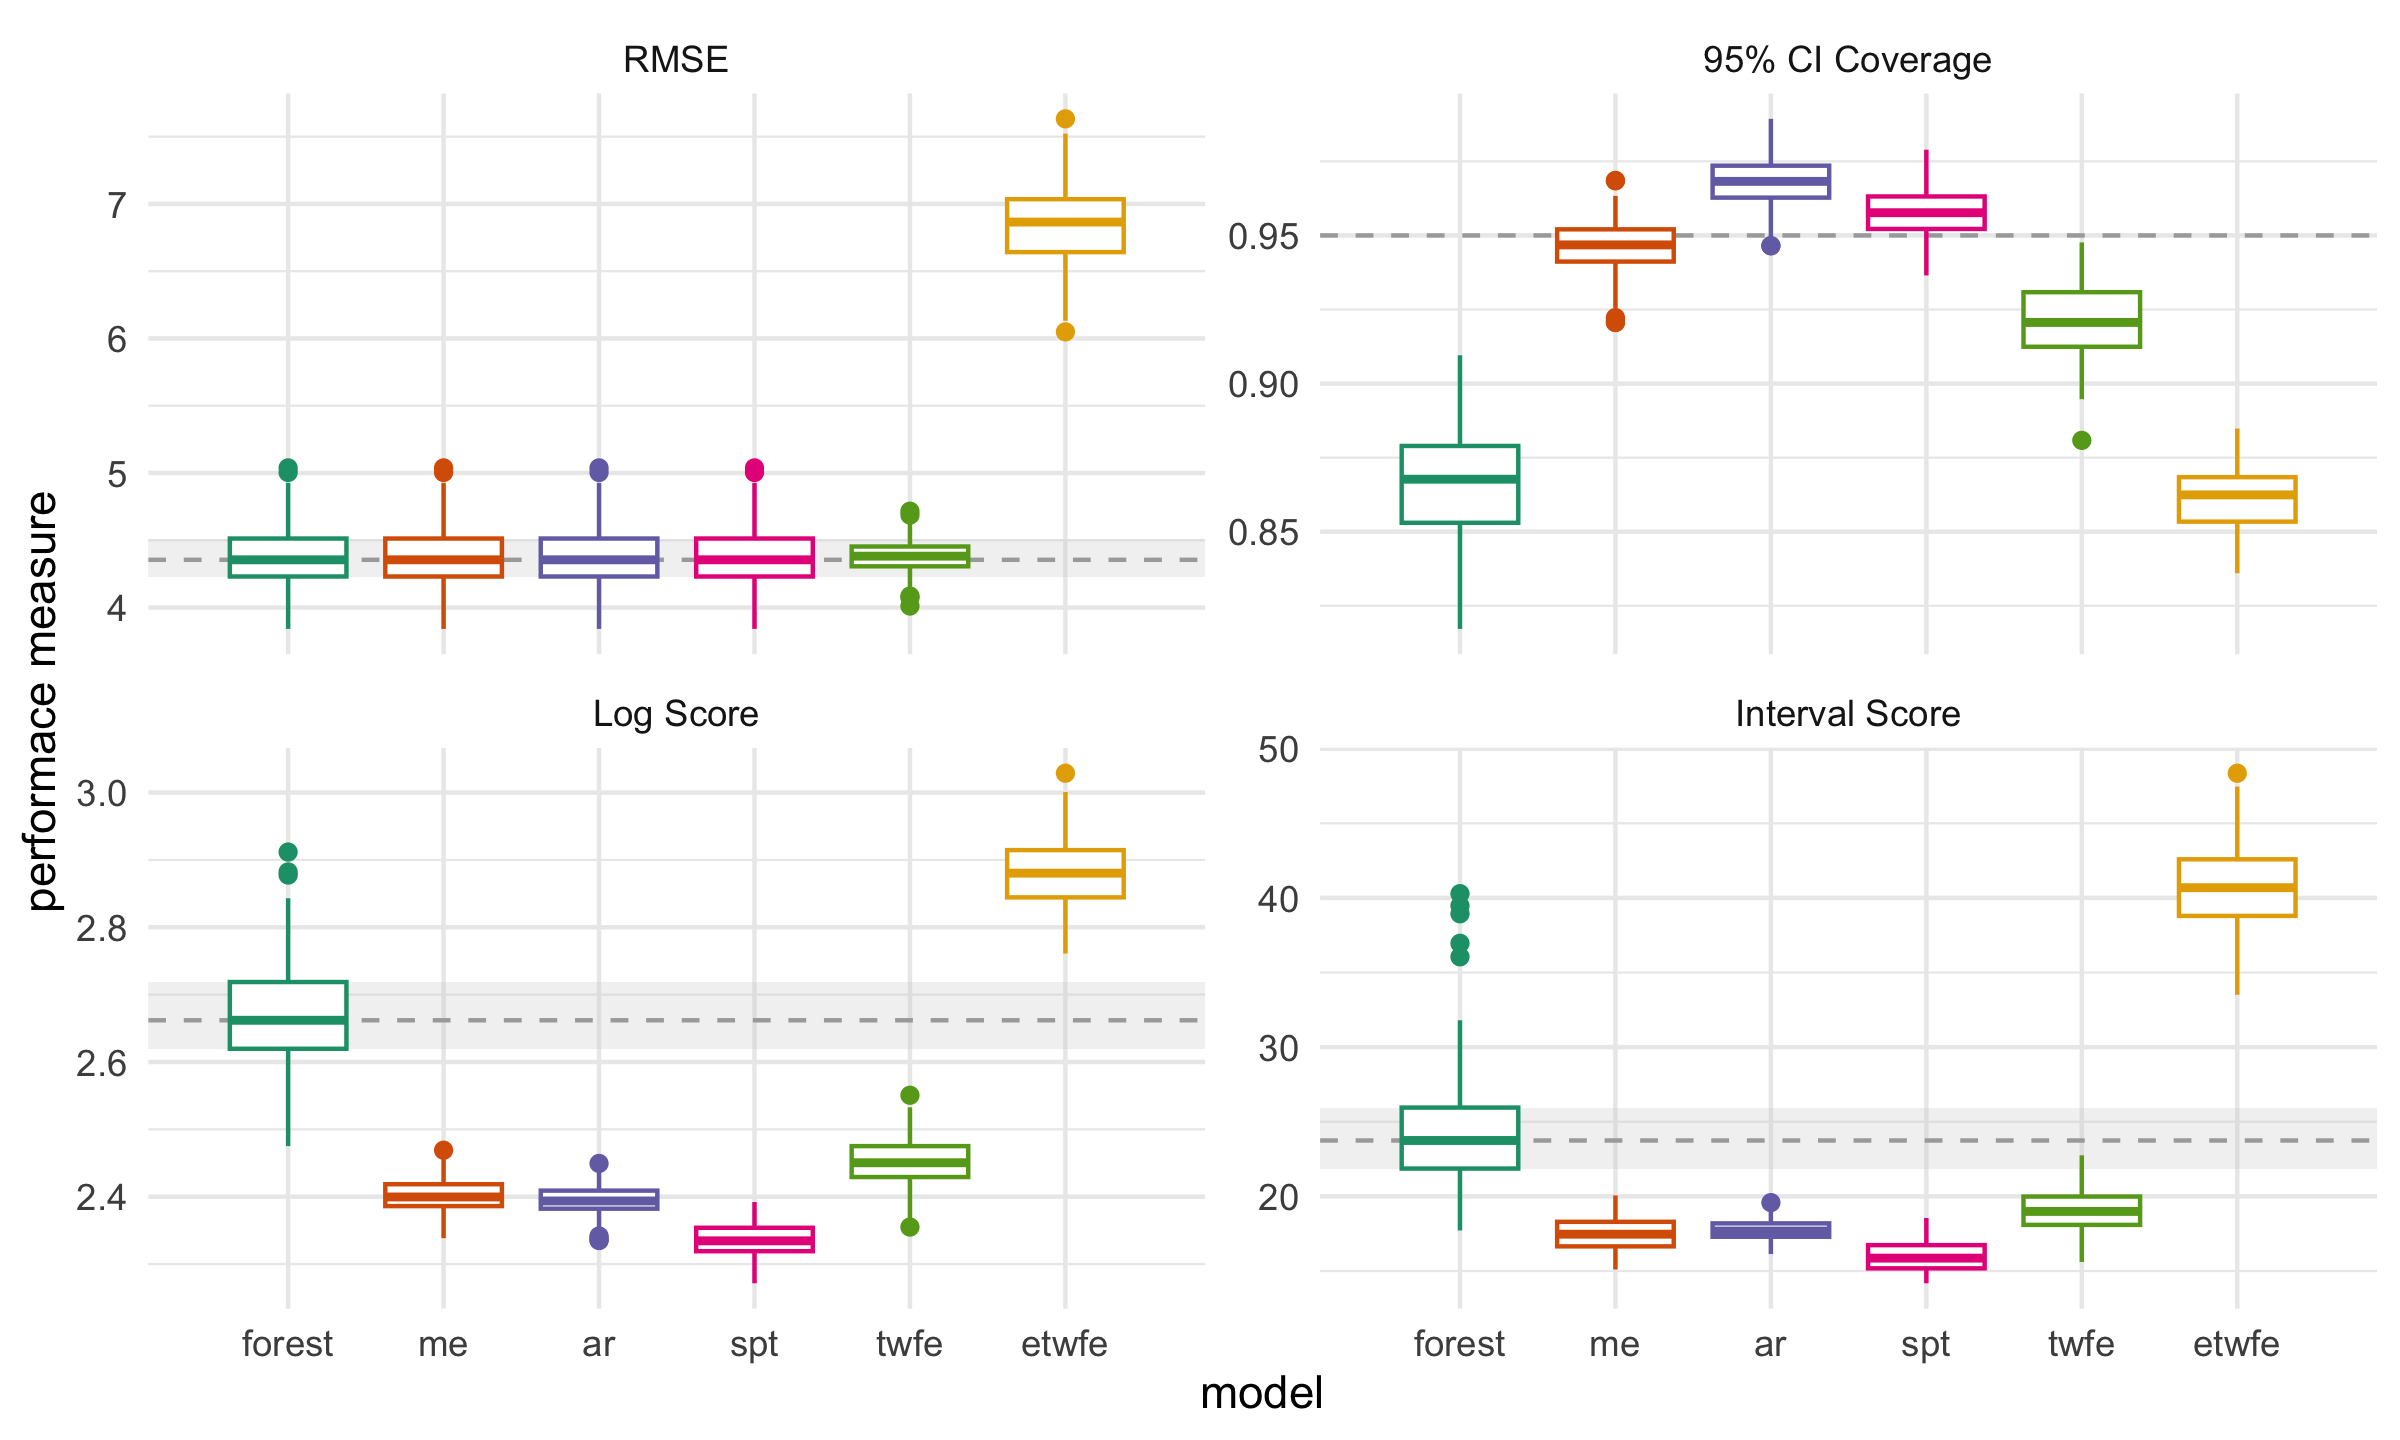 RMSE
95% CI Coverage
7
6
5
4
0.95
0.90
0.85
performace measure
Log Score
Interval Score
3.0
2.8
2.6
2.4
50
40
30
20
forest me ar spt twfe etwfe
forest me ar spt twfe etwfe
model